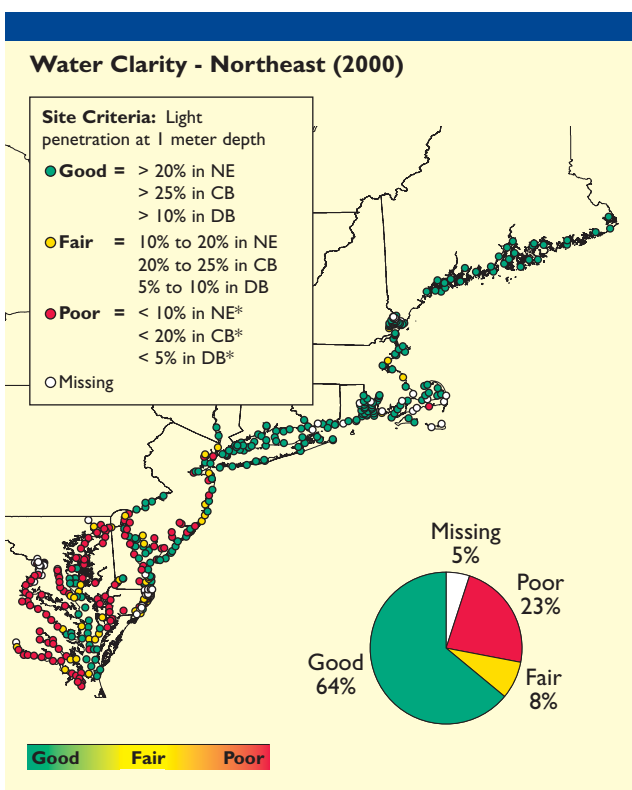 Water Clarity - Northeast (2000)
Site Criteria: Light
penetration at 1 meter depth
Good = > 20% in NE
> 25% in CB
> 10% in DB
Fair = 10% to 20% in NE
20% to 25% in CB
5% to 10% in DB
Poor = < 10% in NE*
< 20% in CB*
< 5% in DB*
Missing
Missing
5%
Poor
23%
Fair
8%
Good
64%
Good Fair Poor